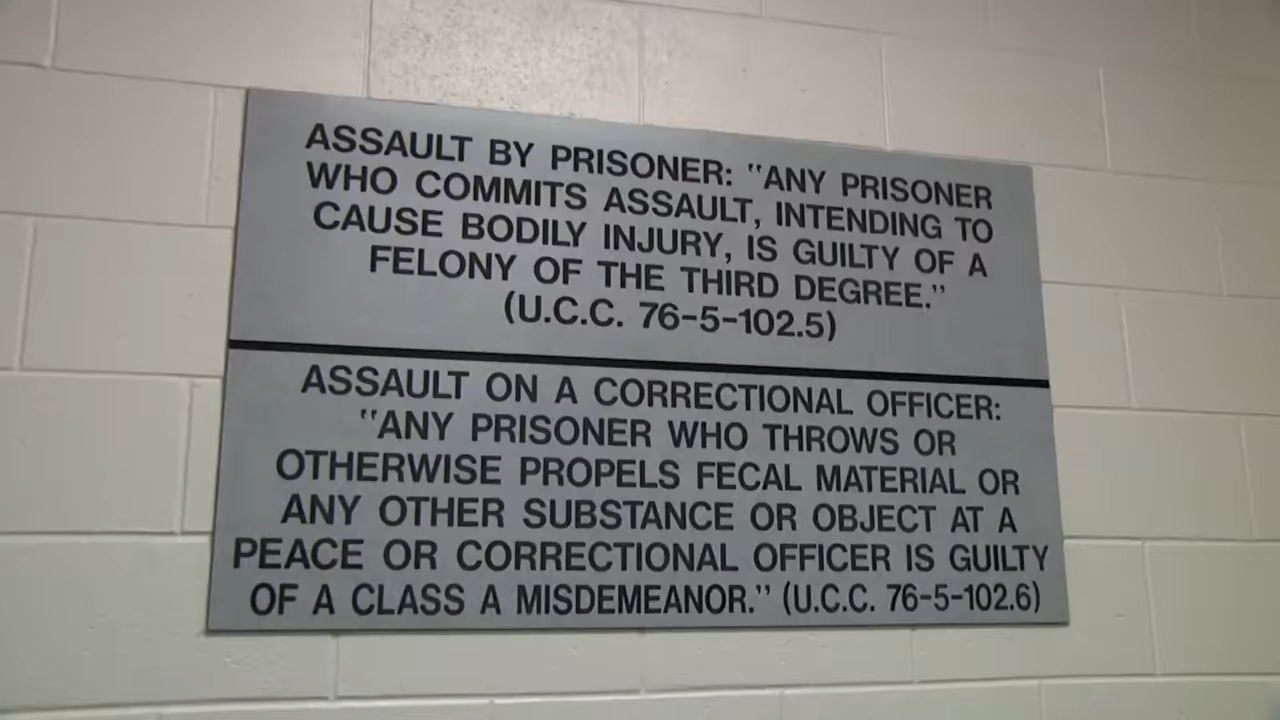 ASSAULT BY PRISONER: "ANY PRISONER
WHO COMMITS ASSAULT, INTENDING TO
CAUSE BODILY INJURY, IS GUILTY OF A
FELONY OF THE THIRD DEGREE."
(U.C.C. 76-5-102.5)
ASSAULT ON A CORRECTIONAL OFFICER:
"ANY PRISONER WHO THROWS OR
OTHERWISE PROPELS FECAL MATERIAL OR
ANY OTHER SUBSTANCE OR OBJECT AT A
PEACE OR CORRECTIONAL OFFICER IS GUILTY
OF A CLASS A MISDEMEANOR." (U.C.C. 76-5-102.6)